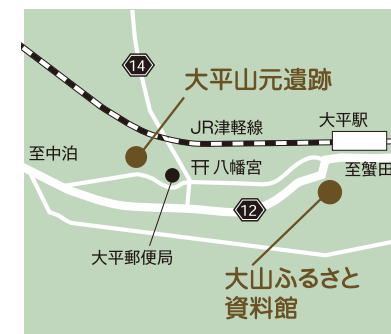 14
大平山元遺跡
JR津軽線
大平駅
至中泊
八幡宮
至蟹田
12
大平郵便局
大山ふるさと
資料館